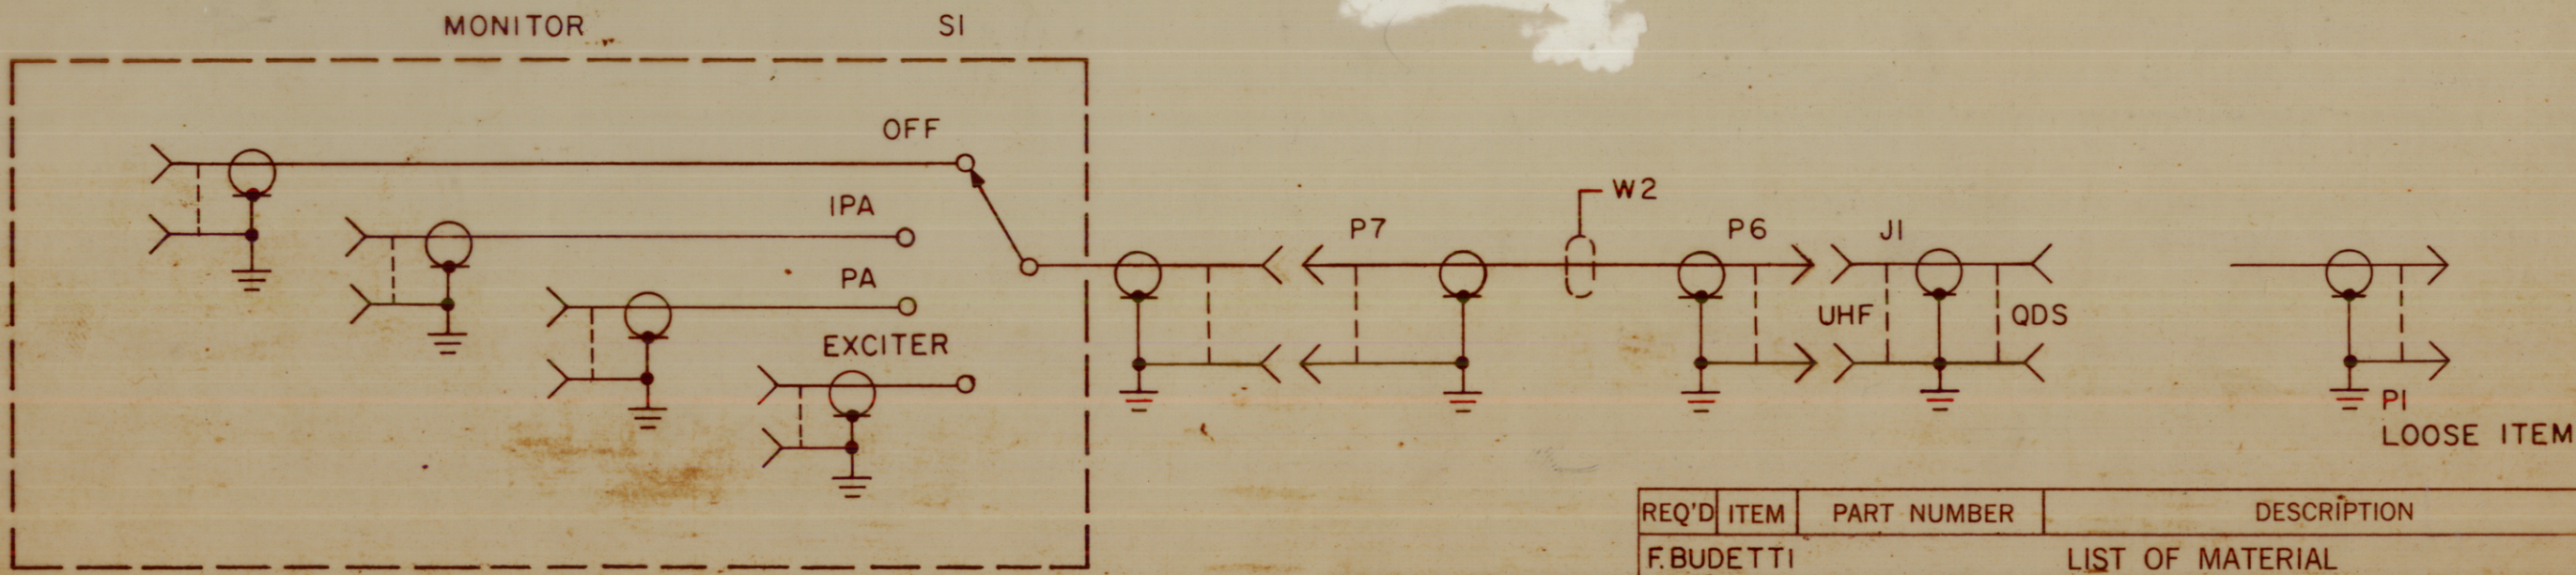 MONITOR S1
OFF
IPA
PA
EXCITER
W2
P7
P6
J1
UHF
QDS
P1
LOOSE ITEM
REQ'D ITEM PART NUMBER DESCRIPTION
F.BUDETTI LIST OF MATERIAL